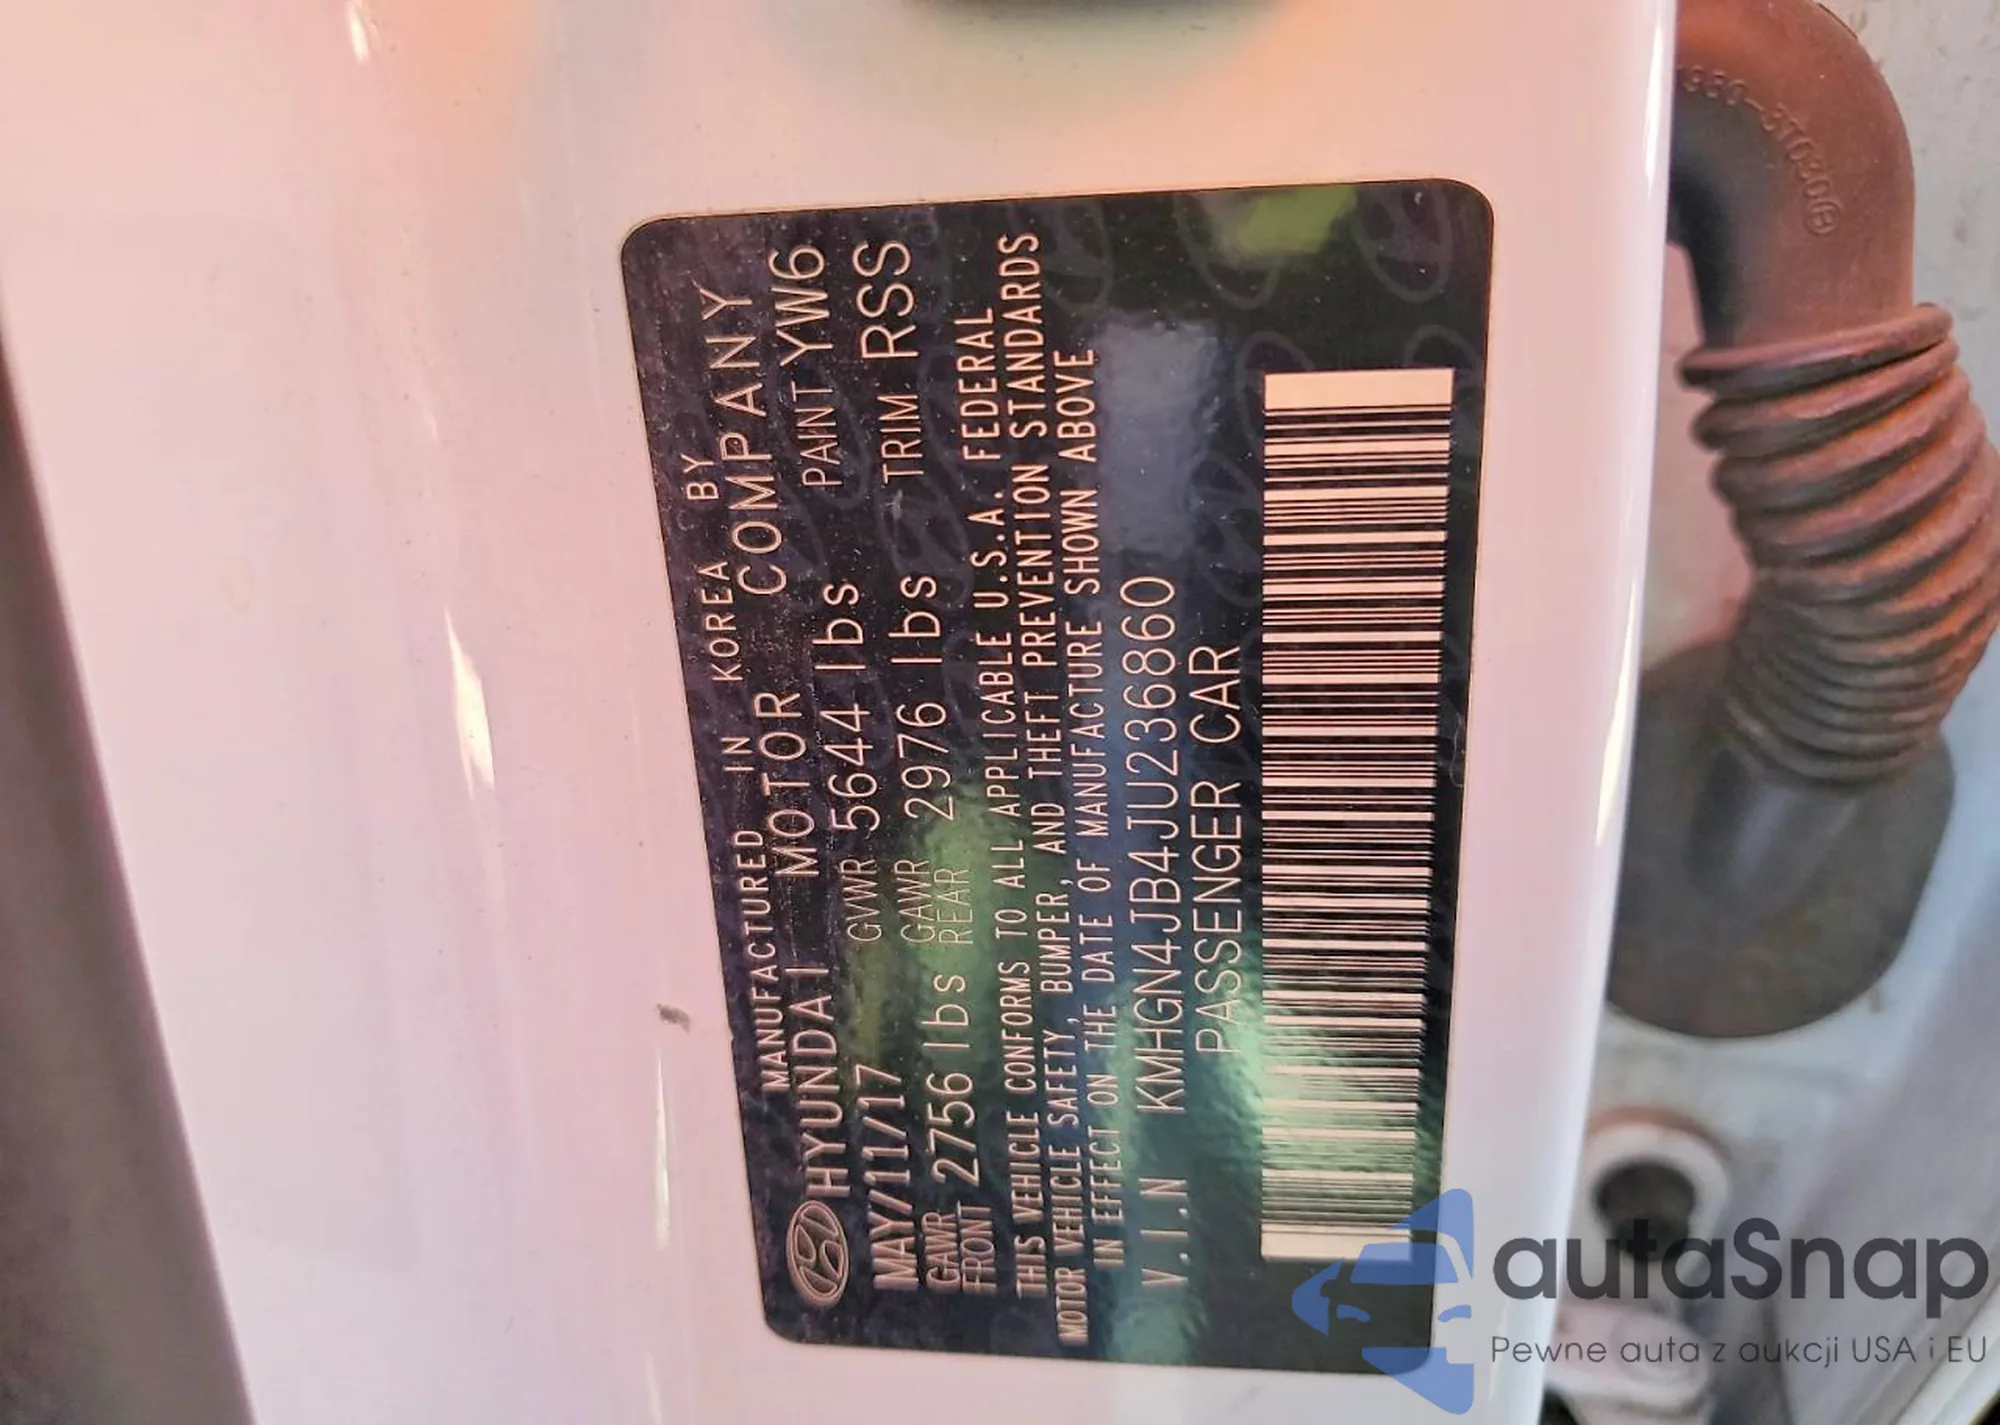 MANUFACTURED IN KOREA BY
HYUNDAI MOTOR COMPANY
MAY/11/17 GVWR 5644 lbs PAINT YW6
GAWR FRONT 2756 lbs GAWR REAR 2976 lbs TRIM RSS
THIS VEHICLE CONFORMS TO ALL APPLICABLE U.S.A. FEDERAL
MOTOR VEHICLE SAFETY, BUMPER, AND THEFT PREVENTION STANDARDS
IN EFFECT ON THE DATE OF MANUFACTURE SHOWN ABOVE
V.I.N KMHGN4JB4JU236860
PASSENGER CAR
autaSnap
Pewne auta z aukcji USA i EU